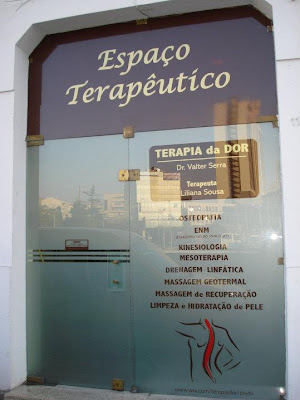 Espaço
Terapêutico
TERAPIA da DOR
Dr. Valter Serra
Terapeuta
Liliana Sousa
OSTEOPATIA
ENM
KINESIOLOGIA
MESOTERAPIA
DRENAGEM LINFÁTICA
MASSAGEM GEOTERMAL
MASSAGEM de RECUPERAÇÃO
LIMPEZA e HIDRATAÇÃO de PELE